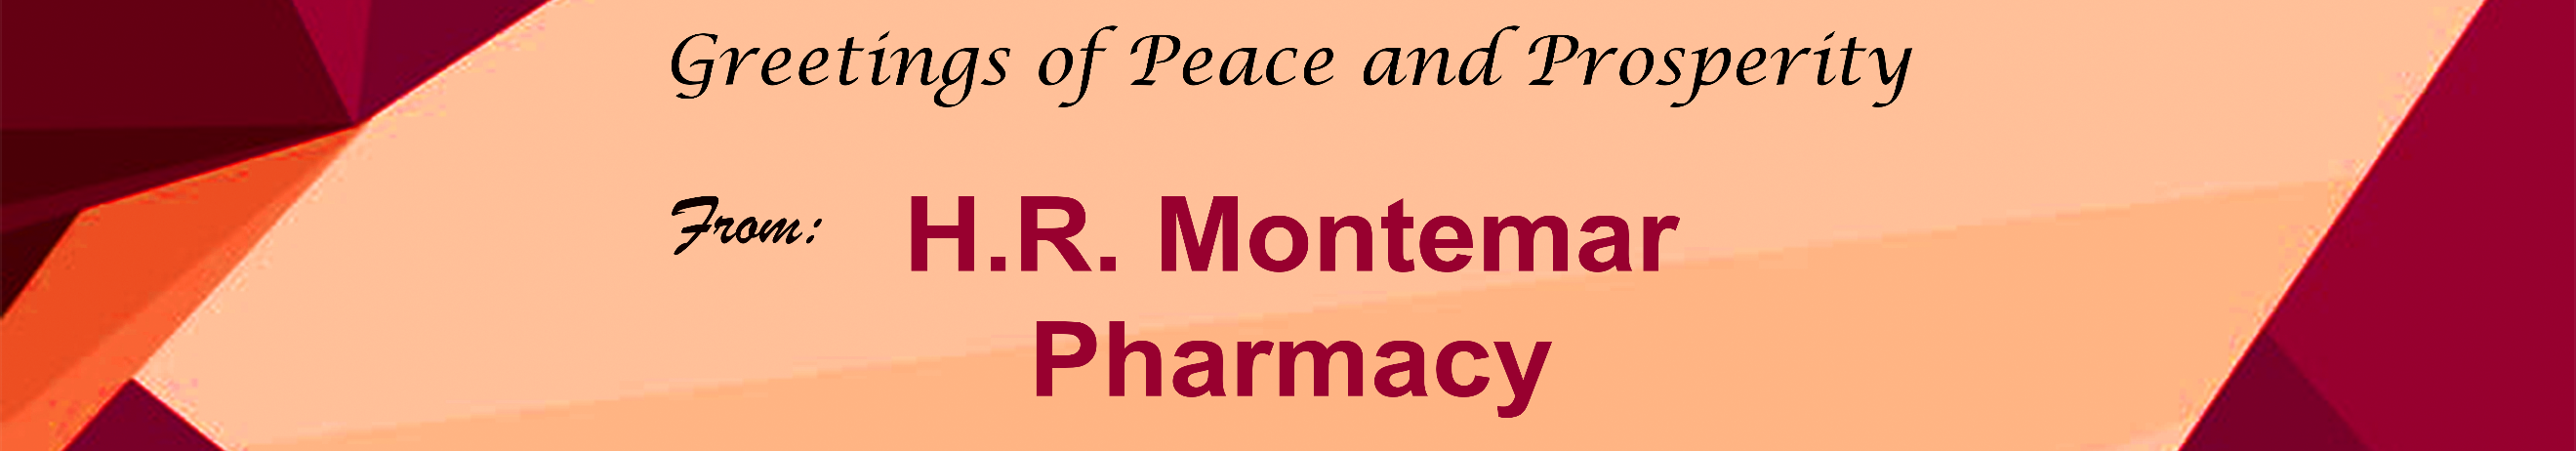 Greetings of Peace and Prosperity
From: H.R. Montemar
Pharmacy